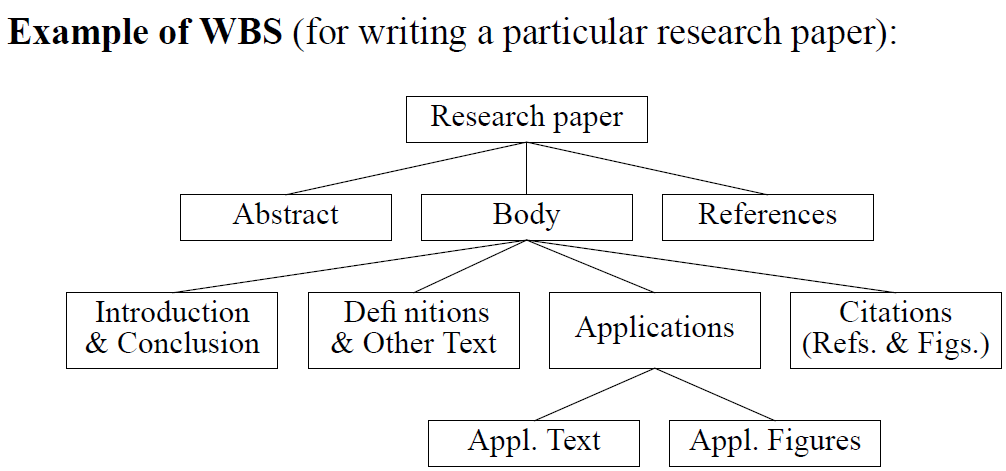 Example of WBS (for writing a particular research paper):
Research paper
Abstract
Body
References
Introduction
& Conclusion
Defi nitions
& Other Text
Applications
Citations
(Refs. & Figs.)
Appl. Text
Appl. Figures